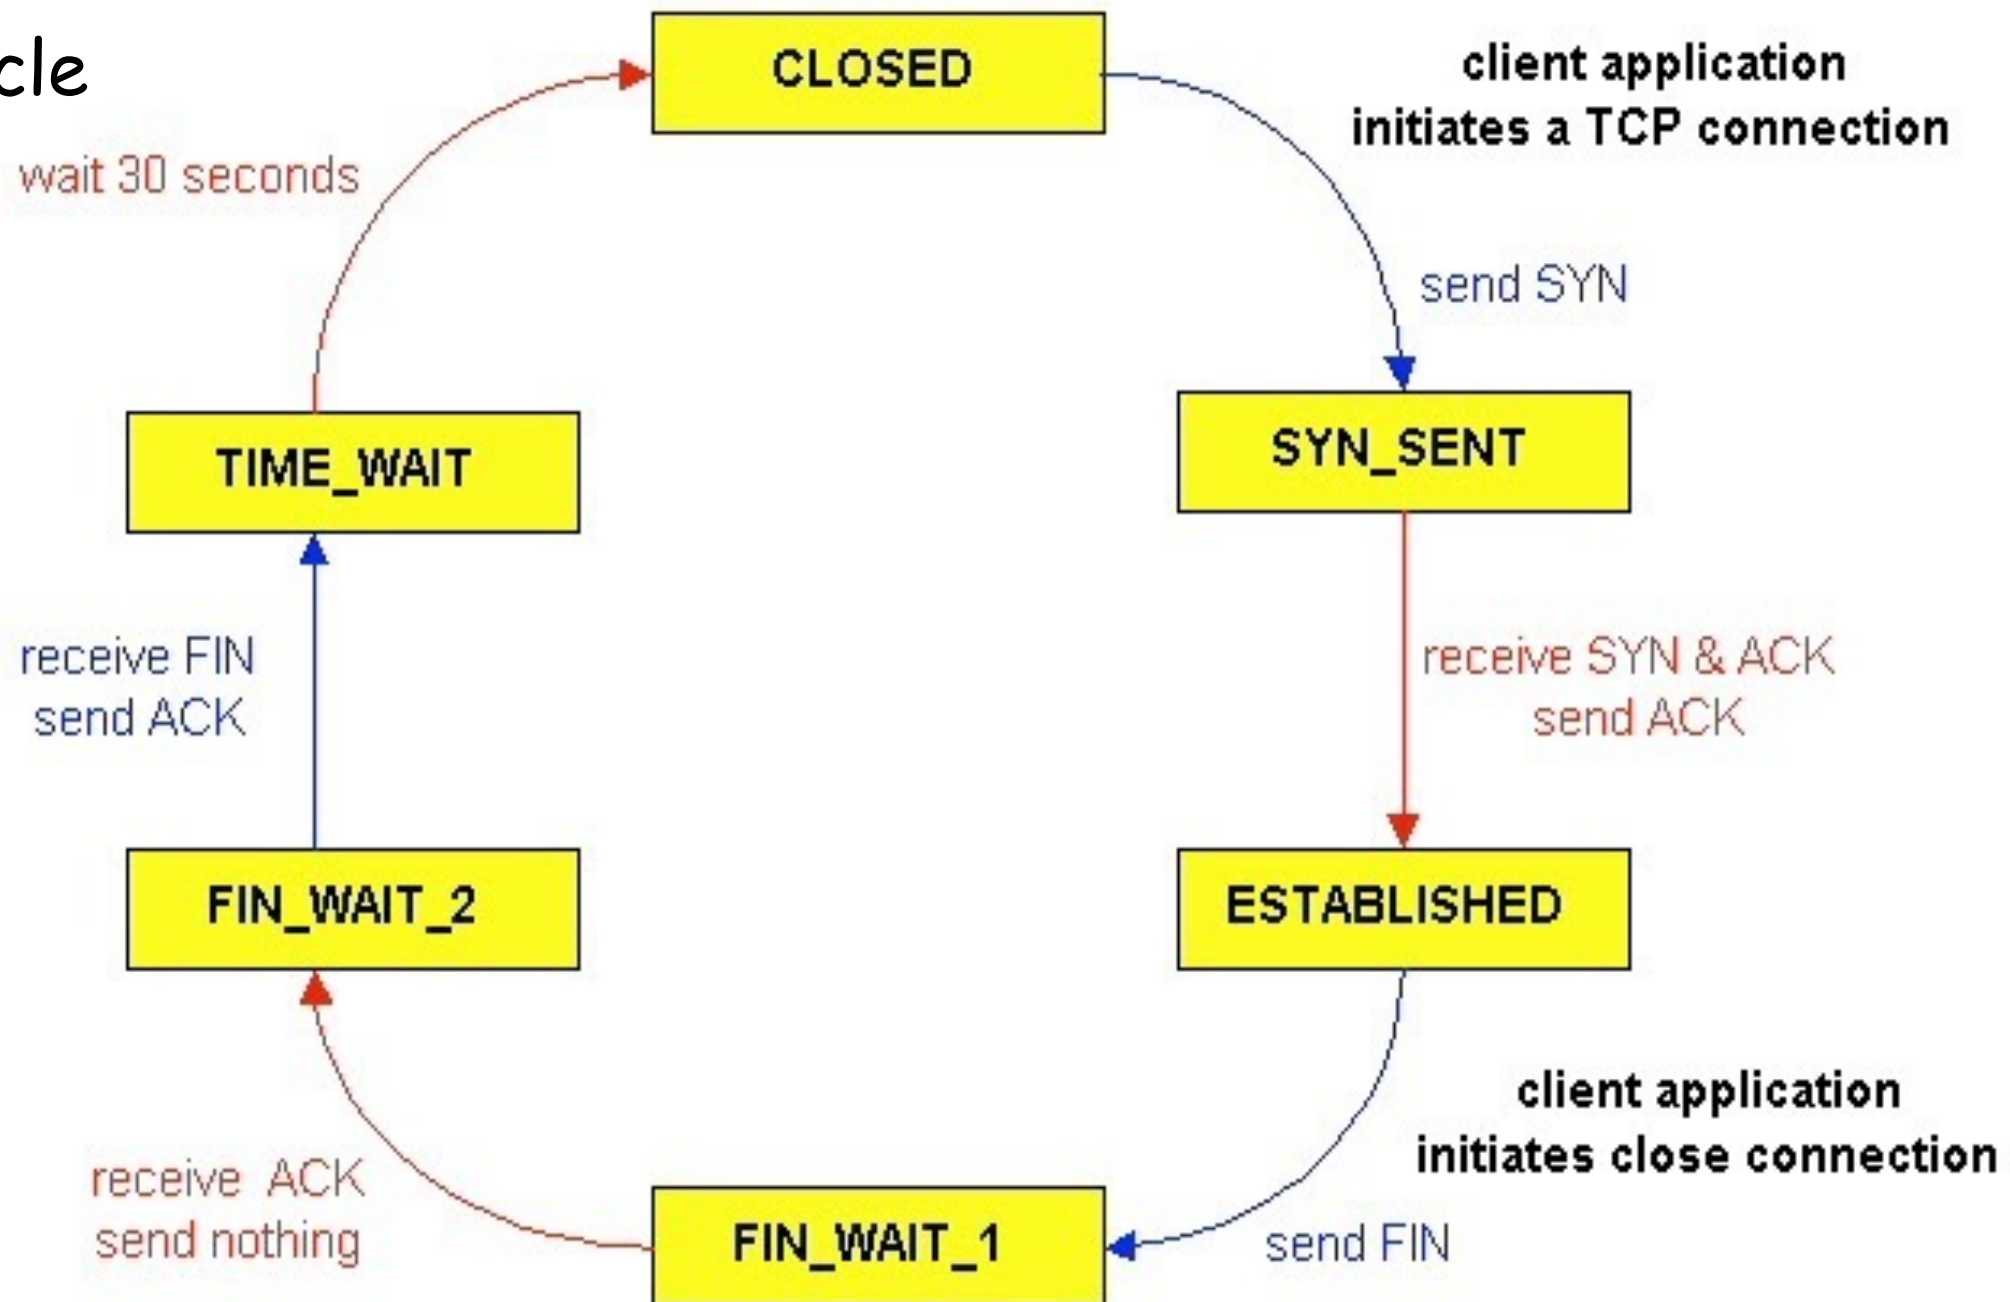 cle
CLOSED
client application
initiates a TCP connection
wait 30 seconds
send SYN
TIME_WAIT
SYN_SENT
receive FIN
send ACK
receive SYN & ACK
send ACK
FIN_WAIT_2
ESTABLISHED
client application
initiates close connection
receive ACK
send nothing
FIN_WAIT_1
send FIN